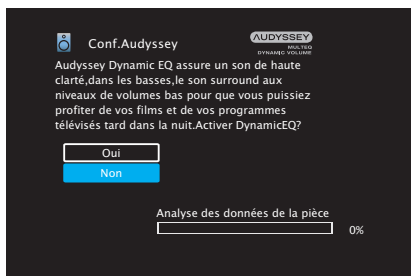 Conf.Audyssey
AUDYSSEY
MULTEQ
DYNAMIC VOLUME
Audyssey Dynamic EQ assure un son de haute
clarté,dans les basses,le son surround aux
niveaux de volumes bas pour que vous puissiez
profiter de vos films et de vos programmes
télévisés tard dans la nuit.Activer DynamicEQ?
Oui
Non
Analyse des données de la pièce
0%